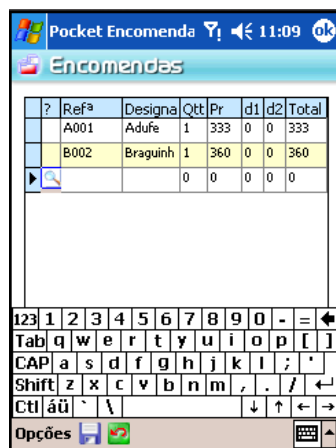 Pocket Encomenda 11:09 ok
Encomendas
? Refª Designa Qtt Pr d1 d2 Total
A001 Adufe 1 333 0 0 333
B002 Braguinh 1 360 0 0 360
0 0 0 0 0
123 1 2 3 4 5 6 7 8 9 0 - =
Tab q w e r t y u i o p [ ]
CAP a s d f g h j k l ; '
Shift z x c v b n m , . /
Ctl áü ` \
Opções